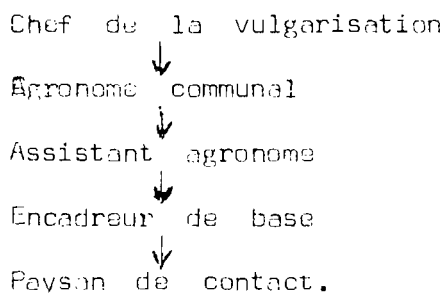 Chef de la vulgarisation
Agronome communal
Assistant agronome
Encadreur de base
Paysan de contact.